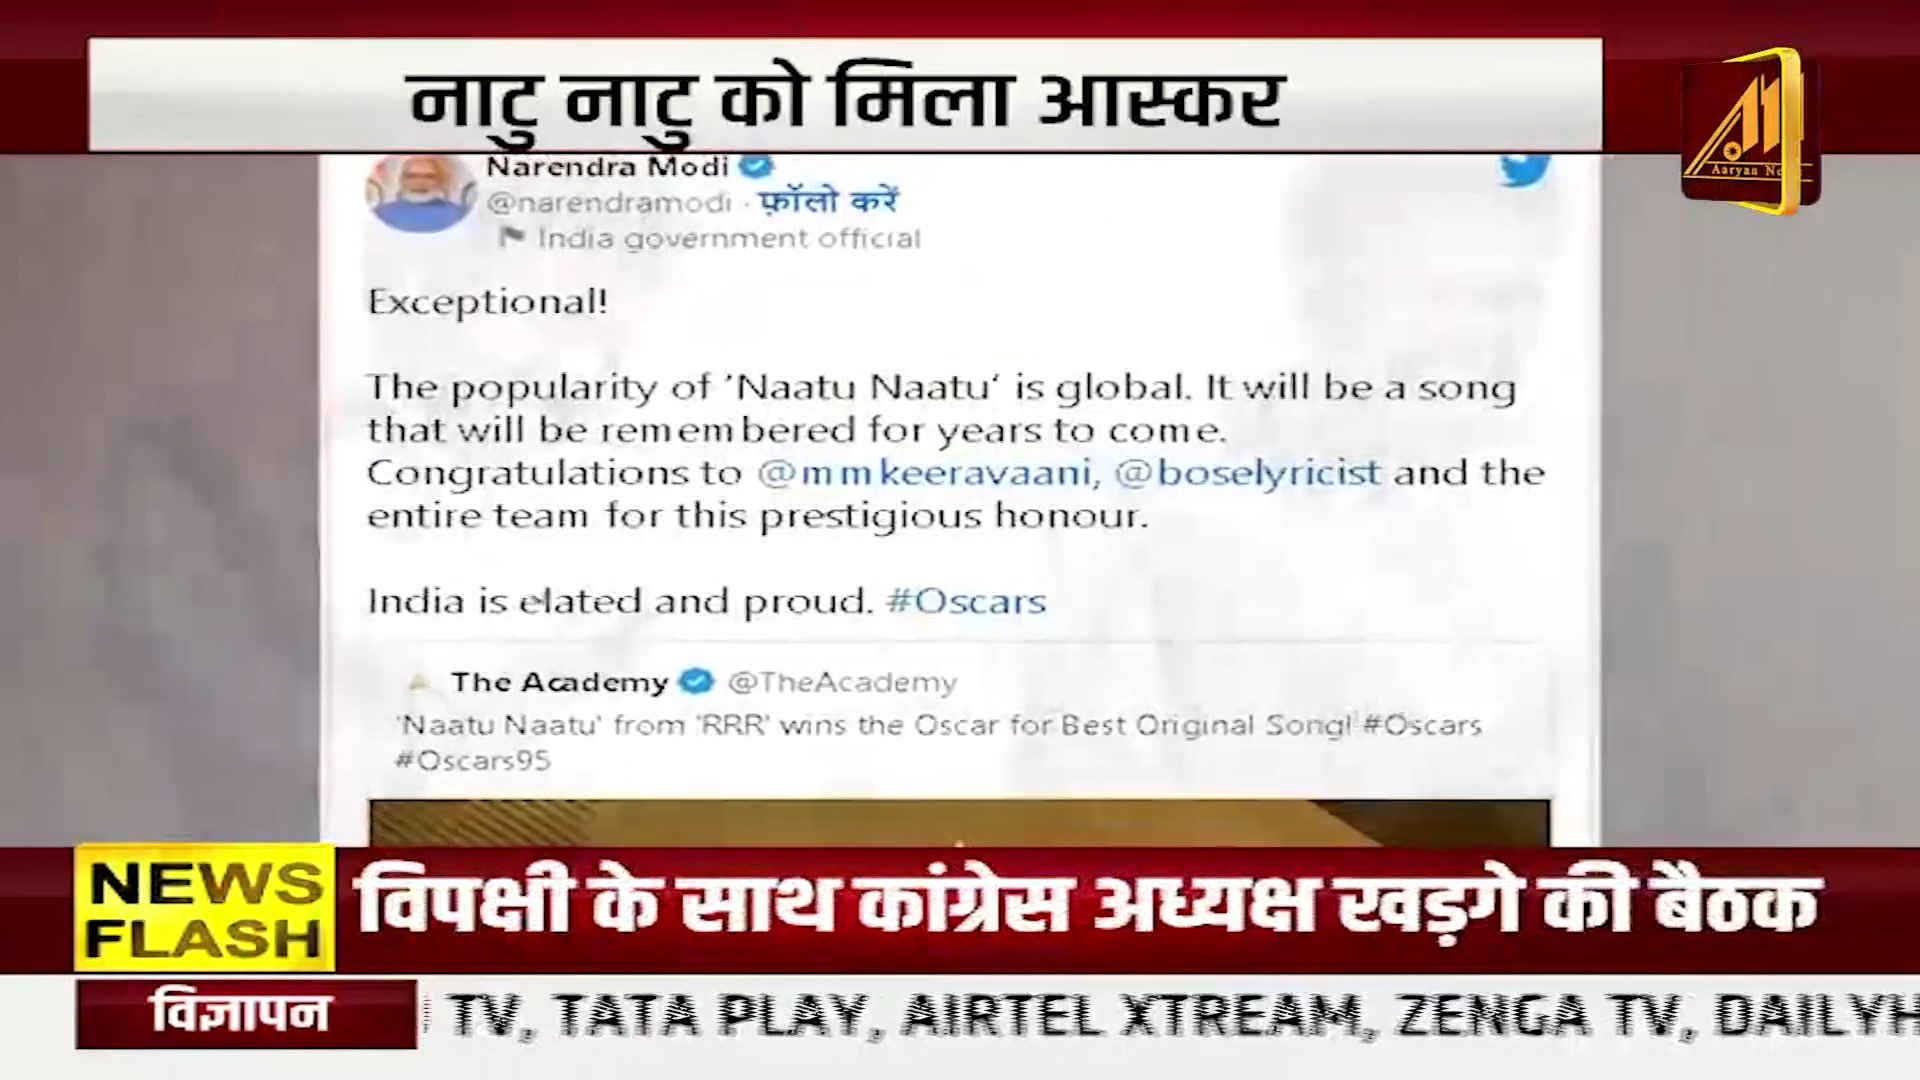 नाटु नाटु को मिला आस्कर
Narendra Modi
@narendramodi · फ़ॉलो करें
India government official
Exceptional!
The popularity of ‘Naatu Naatu‘ is global. It will be a song
that will be remembered for years to come.
Congratulations to @mmkeeravaani, @boselyricist and the
entire team for this prestigious honour.
India is elated and proud. #Oscars
The Academy @TheAcademy
'Naatu Naatu' from 'RRR' wins the Oscar for Best Original Song! #Oscars
#Oscars95
NEWS
FLASH
विपक्षी के साथ कांग्रेस अध्यक्ष खड़गे की बैठक
विज्ञापन
TV, TATA PLAY, AIRTEL XTREAM, ZENGA TV, DAILYH
Aaryan